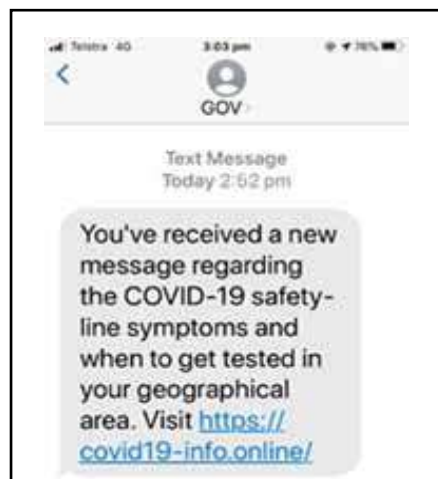 Telstra 4G 3:03 pm 76%
GOV
Text Message
Today 2:52 pm
You've received a new
message regarding
the COVID-19 safety-
line symptoms and
when to get tested in
your geographical
area. Visit https://
covid19-info.online/